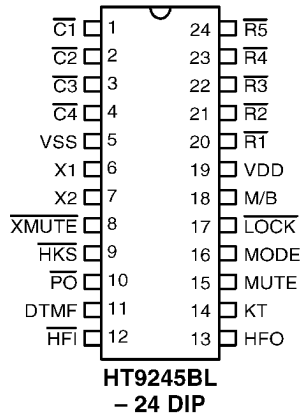 C1 1 24 R5
C2 2 23 R4
C3 3 22 R3
C4 4 21 R2
VSS 5 20 R1
X1 6 19 VDD
X2 7 18 M/B
XMUTE 8 17 LOCK
HKS 9 16 MODE
PO 10 15 MUTE
DTMF 11 14 KT
HFI 12 13 HFO
HT9245BL
– 24 DIP